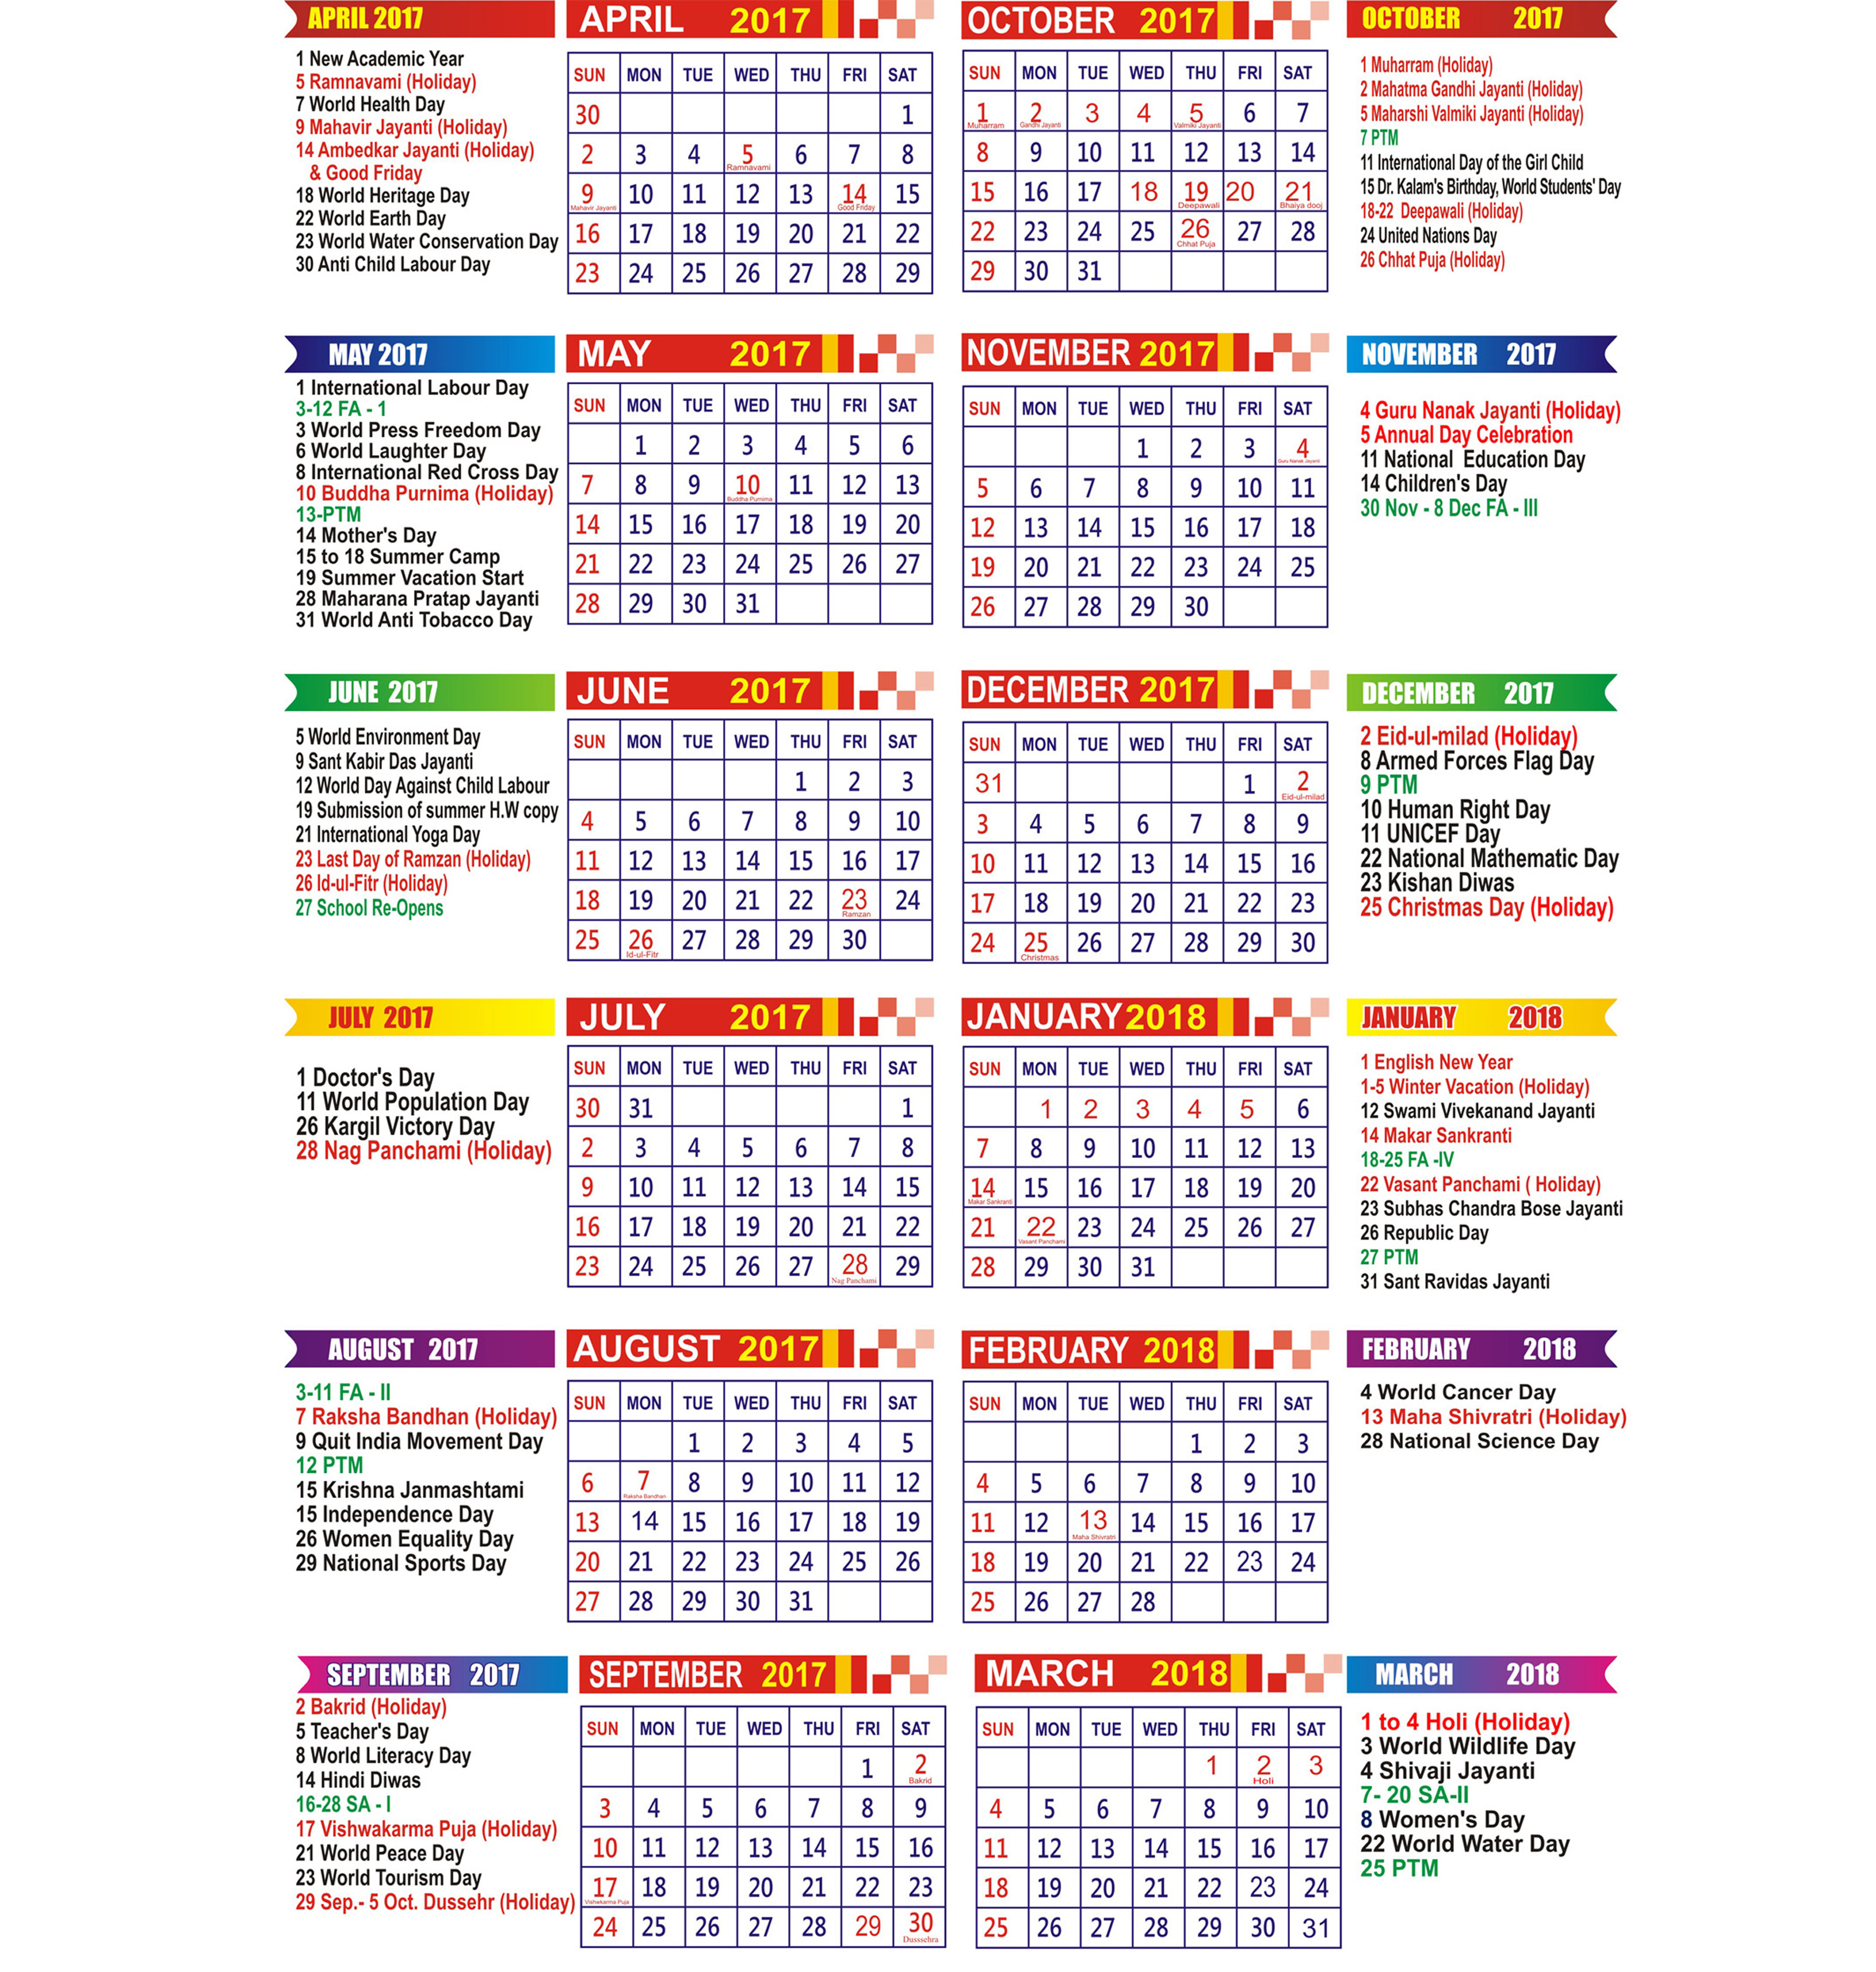 APRIL 2017
1 New Academic Year
5 Ramnavami (Holiday)
7 World Health Day
9 Mahavir Jayanti (Holiday)
14 Ambedkar Jayanti (Holiday)
& Good Friday
18 World Heritage Day
22 World Earth Day
23 World Water Conservation Day
30 Anti Child Labour Day
APRIL 2017
SUN MON TUE WED THU FRI SAT
30 1
2 3 4 5 6 7 8
Ramnavami
9 10 11 12 13 14 15
Mahavir Jayanti Good Friday
16 17 18 19 20 21 22
23 24 25 26 27 28 29
OCTOBER 2017
SUN MON TUE WED THU FRI SAT
1 2 3 4 5 6 7
Muharram Gandhi Jayanti Valmiki Jayanti
8 9 10 11 12 13 14
15 16 17 18 19 20 21
Deepawali Bhaiya dooj
22 23 24 25 26 27 28
Chhat Puja
29 30 31
OCTOBER 2017
1 Muharram (Holiday)
2 Mahatma Gandhi Jayanti (Holiday)
5 Maharshi Valmiki Jayanti (Holiday)
7 PTM
11 International Day of the Girl Child
15 Dr. Kalam's Birthday, World Students' Day
18-22 Deepawali (Holiday)
24 United Nations Day
26 Chhat Puja (Holiday)
MAY 2017
1 International Labour Day
3-12 FA - 1
3 World Press Freedom Day
6 World Laughter Day
8 International Red Cross Day
10 Buddha Purnima (Holiday)
13-PTM
14 Mother's Day
15 to 18 Summer Camp
19 Summer Vacation Start
28 Maharana Pratap Jayanti
31 World Anti Tobacco Day
MAY 2017
SUN MON TUE WED THU FRI SAT
1 2 3 4 5 6
7 8 9 10 11 12 13
Buddha Purnima
14 15 16 17 18 19 20
21 22 23 24 25 26 27
28 29 30 31
NOVEMBER 2017
SUN MON TUE WED THU FRI SAT
1 2 3 4
Guru Nanak Jayanti
5 6 7 8 9 10 11
12 13 14 15 16 17 18
19 20 21 22 23 24 25
26 27 28 29 30
NOVEMBER 2017
4 Guru Nanak Jayanti (Holiday)
5 Annual Day Celebration
11 National Education Day
14 Children's Day
30 Nov - 8 Dec FA - III
JUNE 2017
5 World Environment Day
9 Sant Kabir Das Jayanti
12 World Day Against Child Labour
19 Submission of summer H.W copy
21 International Yoga Day
23 Last Day of Ramzan (Holiday)
26 Id-ul-Fitr (Holiday)
27 School Re-Opens
JUNE 2017
SUN MON TUE WED THU FRI SAT
1 2 3
4 5 6 7 8 9 10
11 12 13 14 15 16 17
18 19 20 21 22 23 24
Ramzan
25 26 27 28 29 30
Id-ul-Fitr
DECEMBER 2017
SUN MON TUE WED THU FRI SAT
31 1 2
Eid-ul-milad
3 4 5 6 7 8 9
10 11 12 13 14 15 16
17 18 19 20 21 22 23
24 25 26 27 28 29 30
Christmas
DECEMBER 2017
2 Eid-ul-milad (Holiday)
8 Armed Forces Flag Day
9 PTM
10 Human Right Day
11 UNICEF Day
22 National Mathematic Day
23 Kishan Diwas
25 Christmas Day (Holiday)
JULY 2017
1 Doctor's Day
11 World Population Day
26 Kargil Victory Day
28 Nag Panchami (Holiday)
JULY 2017
SUN MON TUE WED THU FRI SAT
30 31 1
2 3 4 5 6 7 8
9 10 11 12 13 14 15
16 17 18 19 20 21 22
23 24 25 26 27 28 29
Nag Panchami
JANUARY 2018
SUN MON TUE WED THU FRI SAT
1 2 3 4 5 6
7 8 9 10 11 12 13
14 15 16 17 18 19 20
Makar Sankranti
21 22 23 24 25 26 27
Vasant Panchami
28 29 30 31
JANUARY 2018
1 English New Year
1-5 Winter Vacation (Holiday)
12 Swami Vivekanand Jayanti
14 Makar Sankranti
18-25 FA -IV
22 Vasant Panchami ( Holiday)
23 Subhas Chandra Bose Jayanti
26 Republic Day
27 PTM
31 Sant Ravidas Jayanti
AUGUST 2017
3-11 FA - II
7 Raksha Bandhan (Holiday)
9 Quit India Movement Day
12 PTM
15 Krishna Janmashtami
15 Independence Day
26 Women Equality Day
29 National Sports Day
AUGUST 2017
SUN MON TUE WED THU FRI SAT
1 2 3 4 5
6 7 8 9 10 11 12
Raksha Bandhan
13 14 15 16 17 18 19
20 21 22 23 24 25 26
27 28 29 30 31
FEBRUARY 2018
SUN MON TUE WED THU FRI SAT
1 2 3
4 5 6 7 8 9 10
11 12 13 14 15 16 17
Maha Shivratri
18 19 20 21 22 23 24
25 26 27 28
FEBRUARY 2018
4 World Cancer Day
13 Maha Shivratri (Holiday)
28 National Science Day
SEPTEMBER 2017
2 Bakrid (Holiday)
5 Teacher's Day
8 World Literacy Day
14 Hindi Diwas
16-28 SA - I
17 Vishwakarma Puja (Holiday)
21 World Peace Day
23 World Tourism Day
29 Sep.- 5 Oct. Dussehr (Holiday)
SEPTEMBER 2017
SUN MON TUE WED THU FRI SAT
1 2
Bakrid
3 4 5 6 7 8 9
10 11 12 13 14 15 16
17 18 19 20 21 22 23
Vishwkarma Puja
24 25 26 27 28 29 30
Dusssehra
MARCH 2018
SUN MON TUE WED THU FRI SAT
1 2 3
Holi
4 5 6 7 8 9 10
11 12 13 14 15 16 17
18 19 20 21 22 23 24
25 26 27 28 29 30 31
MARCH 2018
1 to 4 Holi (Holiday)
3 World Wildlife Day
4 Shivaji Jayanti
7- 20 SA-II
8 Women's Day
22 World Water Day
25 PTM